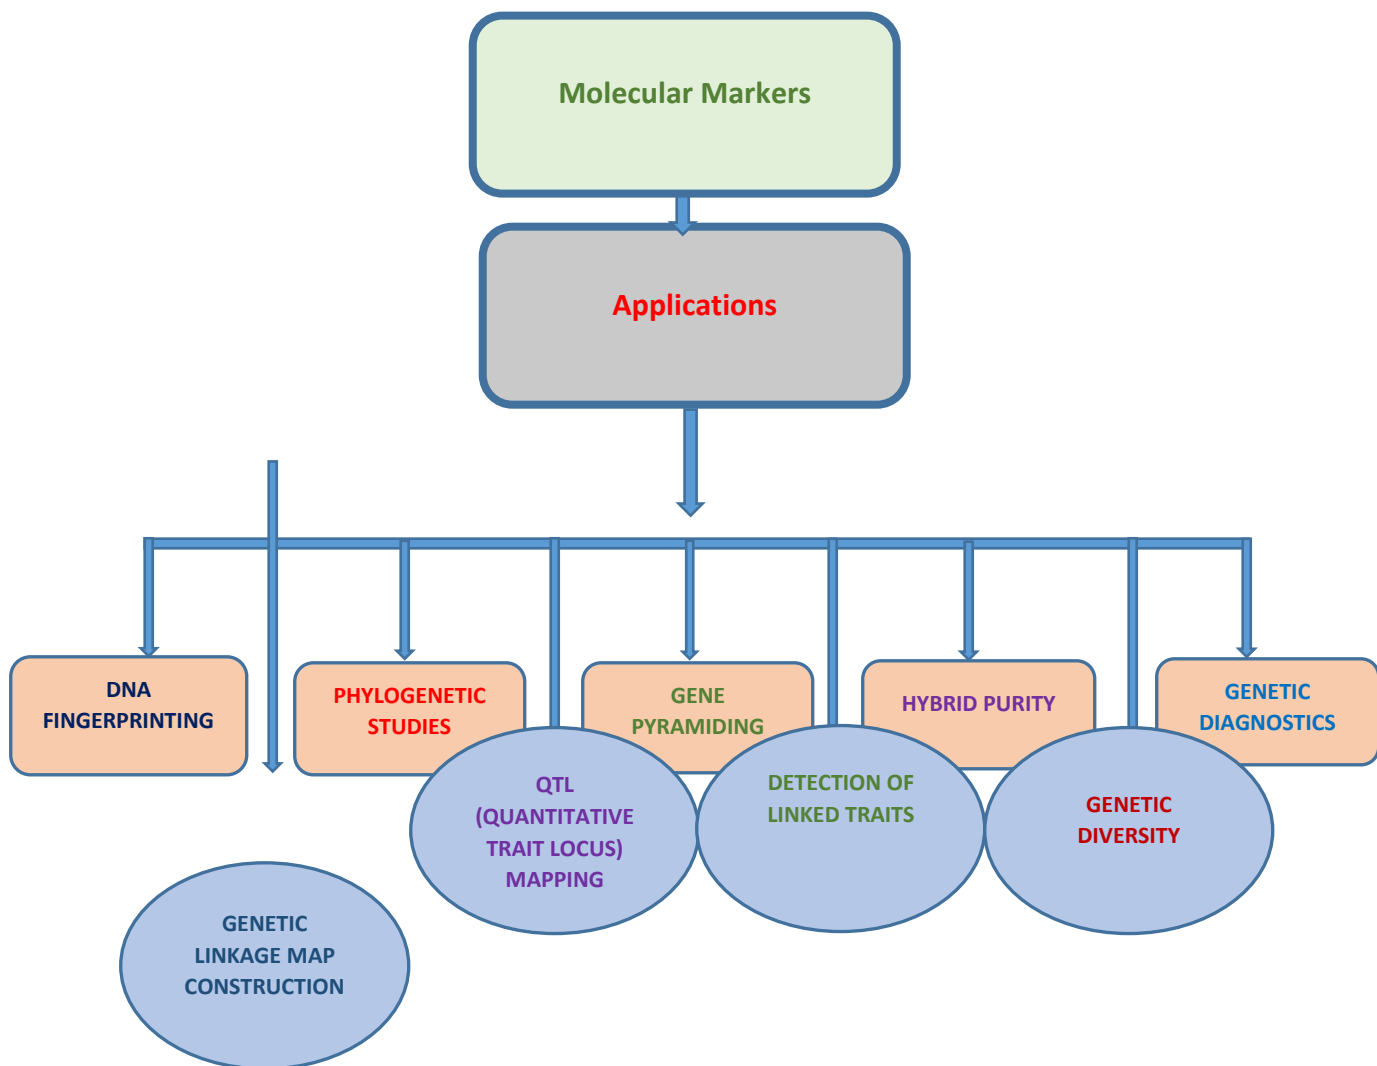 Molecular Markers
Applications
DNA
FINGERPRINTING
PHYLOGENETIC
STUDIES
GENE
PYRAMIDING
HYBRID PURITY
GENETIC
DIAGNOSTICS
QTL
(QUANTITATIVE
TRAIT LOCUS)
MAPPING
DETECTION OF
LINKED TRAITS
GENETIC
DIVERSITY
GENETIC
LINKAGE MAP
CONSTRUCTION